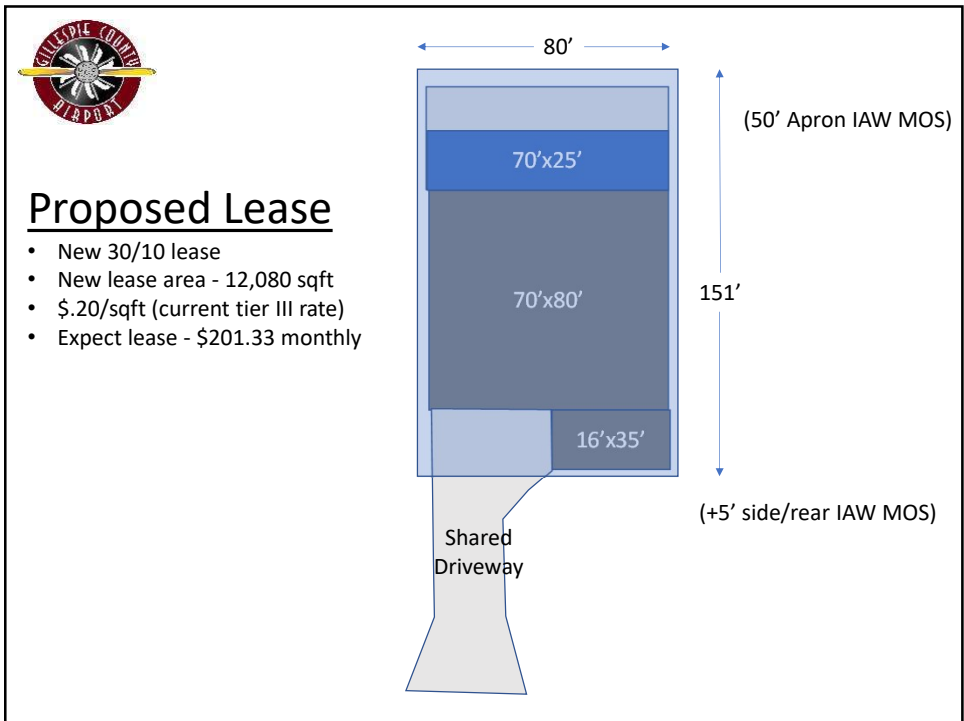 GILLESPIE COUNTY
AIRPORT
80’
(50’ Apron IAW MOS)
70’x25’
Proposed Lease
• New 30/10 lease
• New lease area - 12,080 sqft
• $.20/sqft (current tier III rate)
• Expect lease - $201.33 monthly
70’x80’
151’
16’x35’
(+5’ side/rear IAW MOS)
Shared
Driveway